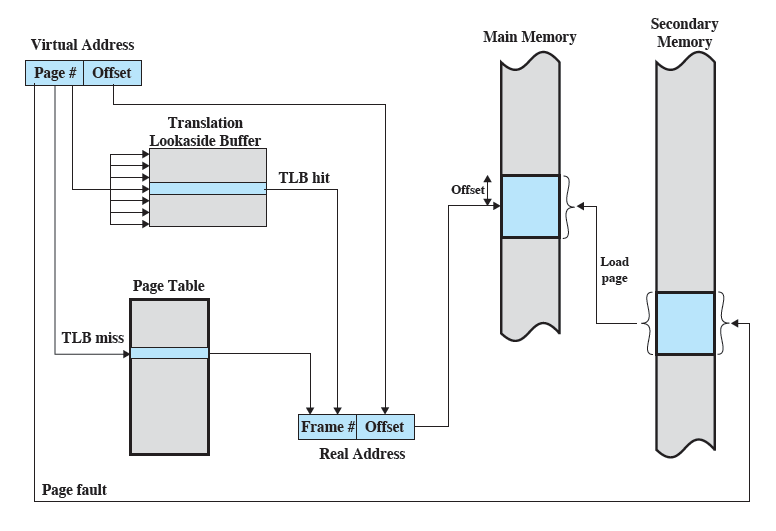 Virtual Address
Page #
Offset
Translation
Lookaside Buffer
TLB hit
Page Table
TLB miss
Frame #
Offset
Real Address
Page fault
Main Memory
Offset
Load
page
Secondary
Memory